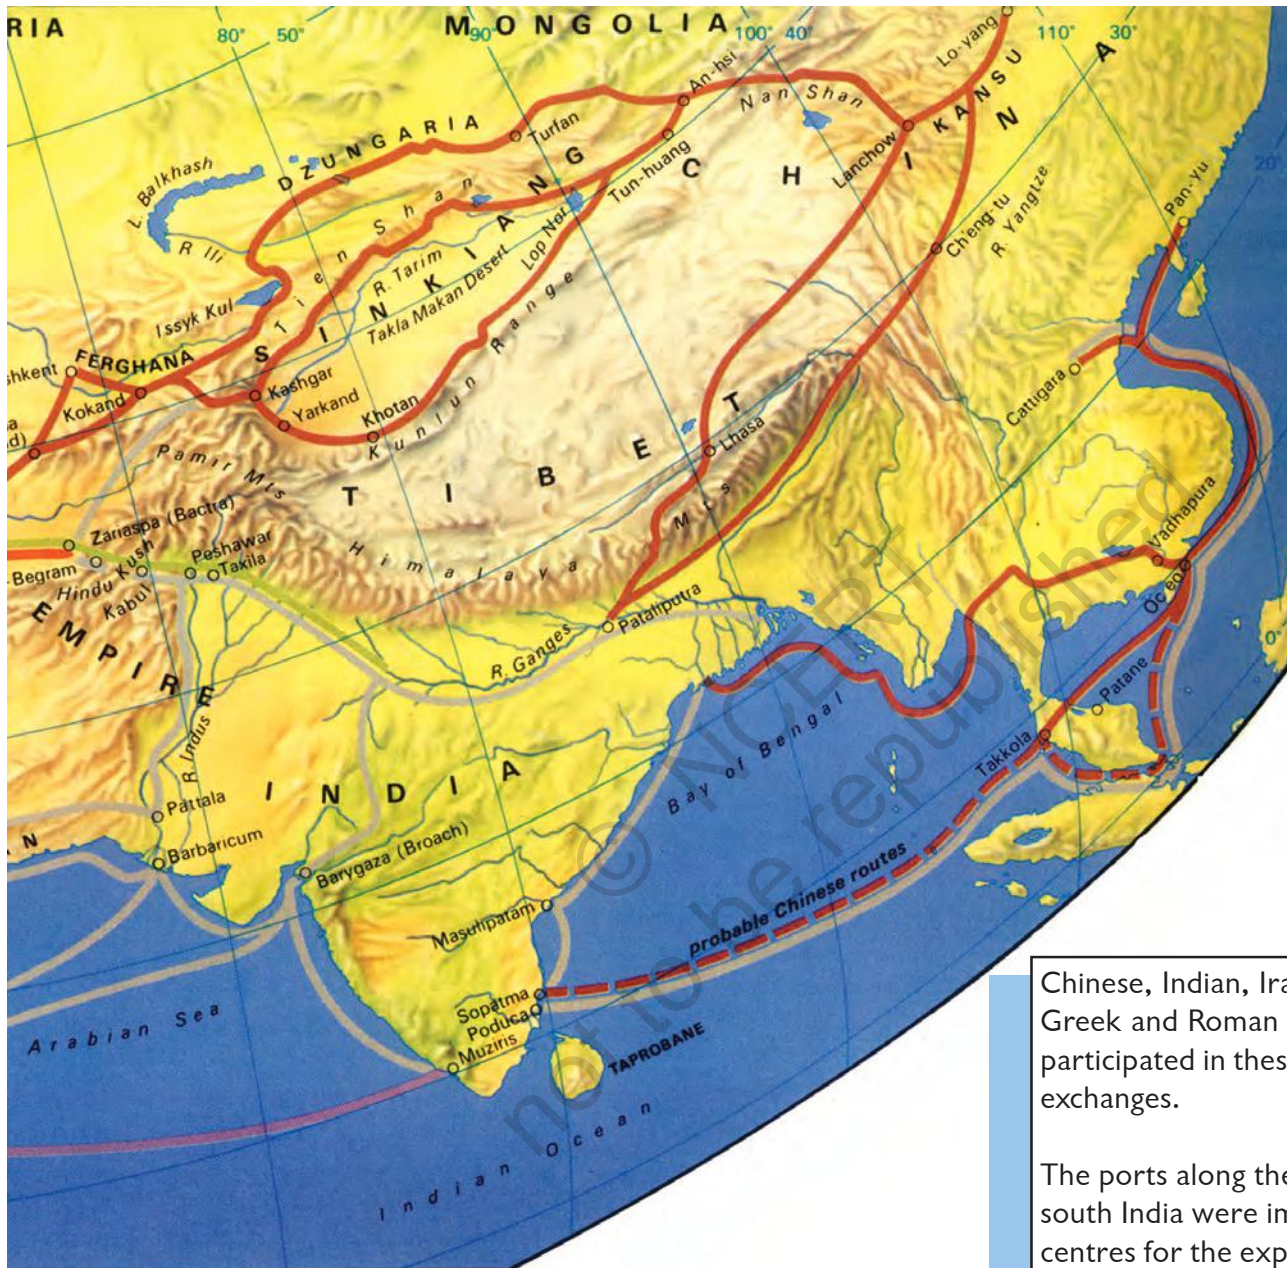 RIA
MONGOLIA
80° 50°
90°
100° 40°
110° 30°
20°
0°
Lo-yang
An-hsi
Nan Shan
KANSU
DZUNGARIA
Turfan
Tun-huang
CHINA
Lanchow
L. Balkhash
R Ili
Tien Shan
SINKIANG
R. Tarim
Lop Nor
Takla Makan Desert
Issyk Kul
Ch'eng-tu
R. Yangtze
Pan-Yu
shkent
FERGHANA
Kokand
Kashgar
Yarkand
Khotan
Kunlun Range
a
d)
Cattigara
Pamir Mts
TIBET
Lhasa
Zariaspa (Bactra)
Himalaya Mts
Begram
Hindu Kush
Kabul
Peshawar
Taxila
Vadhapura
Oc eo
EMPIRE
Pataliputra
R. Ganges
R. Indus
Patane
Takkola
INDIA
Bay of Bengal
Pattala
AN
Barbaricum
Barygaza (Broach)
Masulipatam
probable Chinese routes
Sopatma
Poduca
Muziris
TAPROBANE
Arabian Sea
Indian Ocean
© NCERT
not to be republished
Chinese, Indian, Ira
Greek and Roman
participated in thes
exchanges.
The ports along the
south India were im
centres for the exp